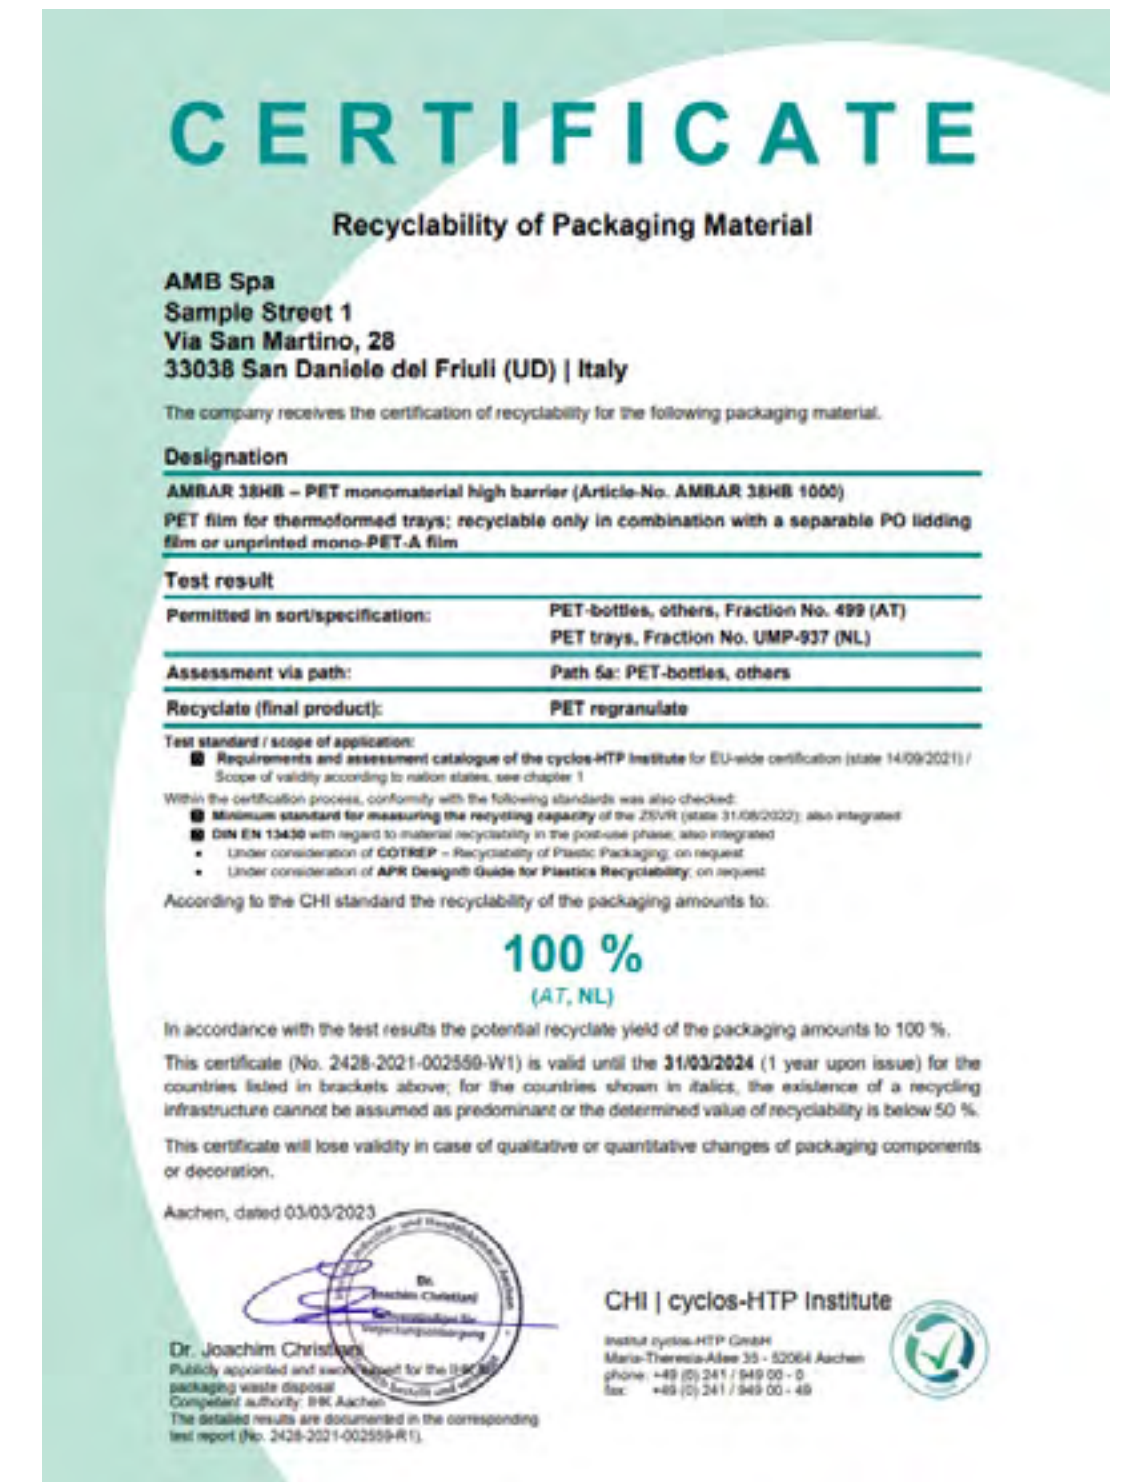 CERTIFICATE
Recyclability of Packaging Material
AMB Spa
Sample Street 1
Via San Martino, 28
33038 San Daniele del Friuli (UD) | Italy
The company receives the certification of recyclability for the following packaging material.
Designation
AMBAR 38HB – PET monomaterial high barrier (Article-No. AMBAR 38HB 1000)
PET film for thermoformed trays; recyclable only in combination with a separable PO lidding
film or unprinted mono-PET-A film
Test result
Permitted in sort/specification: PET-bottles, others, Fraction No. 499 (AT)
PET trays, Fraction No. UMP-937 (NL)
Assessment via path: Path 5a: PET-bottles, others
Recyclate (final product): PET regranulate
Test standard / scope of application:
Requirements and assessment catalogue of the cyclos-HTP Institute for EU-wide certification (state 14/09/2021) /
Scope of validity according to nation states, see chapter 1
Within the certification process, conformity with the following standards was also checked:
Minimum standard for measuring the recycling capacity of the ZSVR (state 31/08/2022); also integrated
DIN EN 13430 with regard to material recyclability in the post-use phase; also integrated
• Under consideration of COTREP – Recyclability of Plastic Packaging; on request
• Under consideration of APR Design® Guide for Plastics Recyclability; on request
According to the CHI standard the recyclability of the packaging amounts to:
100 %
(AT, NL)
In accordance with the test results the potential recyclate yield of the packaging amounts to 100 %.
This certificate (No. 2428-2021-002559-W1) is valid until the 31/03/2024 (1 year upon issue) for the
countries listed in brackets above; for the countries shown in italics, the existence of a recycling
infrastructure cannot be assumed as predominant or the determined value of recyclability is below 50 %.
This certificate will lose validity in case of qualitative or quantitative changes of packaging components
or decoration.
Aachen, dated 03/03/2023
Industrie- und Handelskammer Aachen
Dr.
Joachim Christiani
Sachverständiger für
Verpackungsentsorgung
bestellt und
Dr. Joachim Christiani
Publicly appointed and sworn expert for the IHK
packaging waste disposal
Competent authority: IHK Aachen
The detailed results are documented in the corresponding
test report (No. 2428-2021-002559-R1).
CHI | cyclos-HTP Institute
Institut cyclos-HTP GmbH
Maria-Theresia-Allee 35 - 52064 Aachen
phone: +49 (0) 241 / 949 00 - 0
fax: +49 (0) 241 / 949 00 - 49